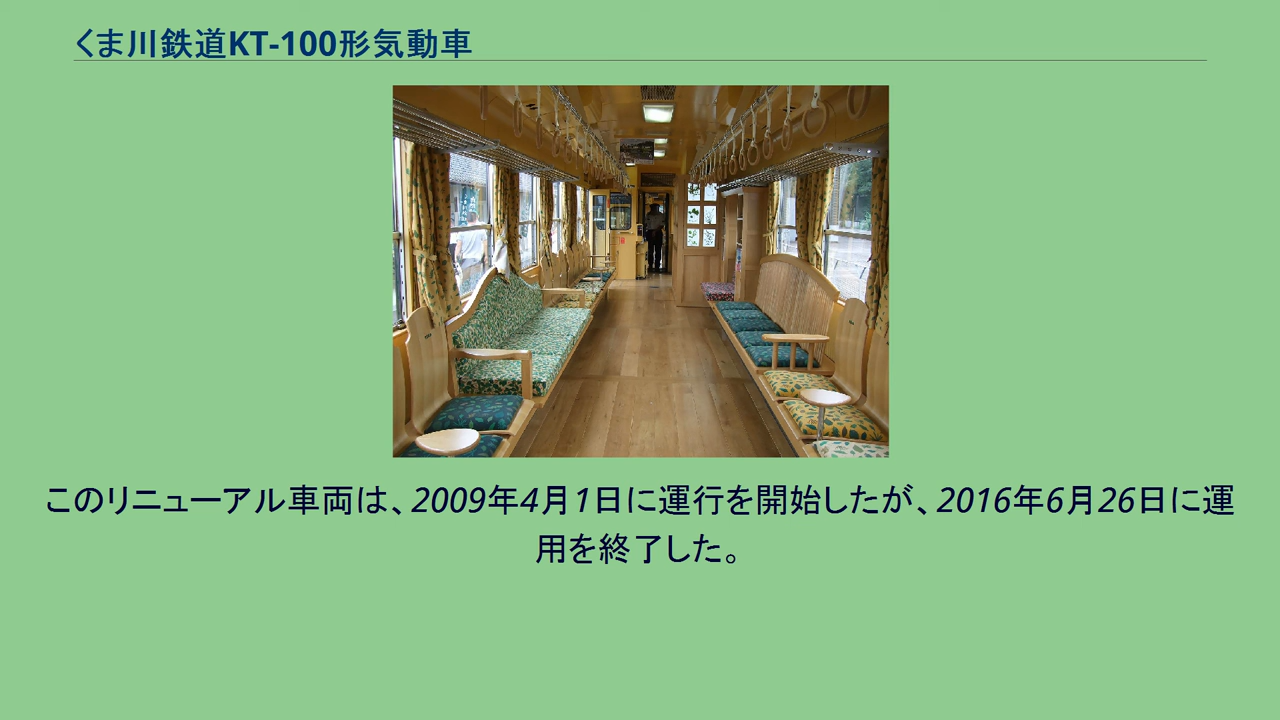 くま川鉄道KT-100形気動車
このリニューアル車両は、2009年4月1日に運行を開始したが、2016年6月26日に運
用を終了した。